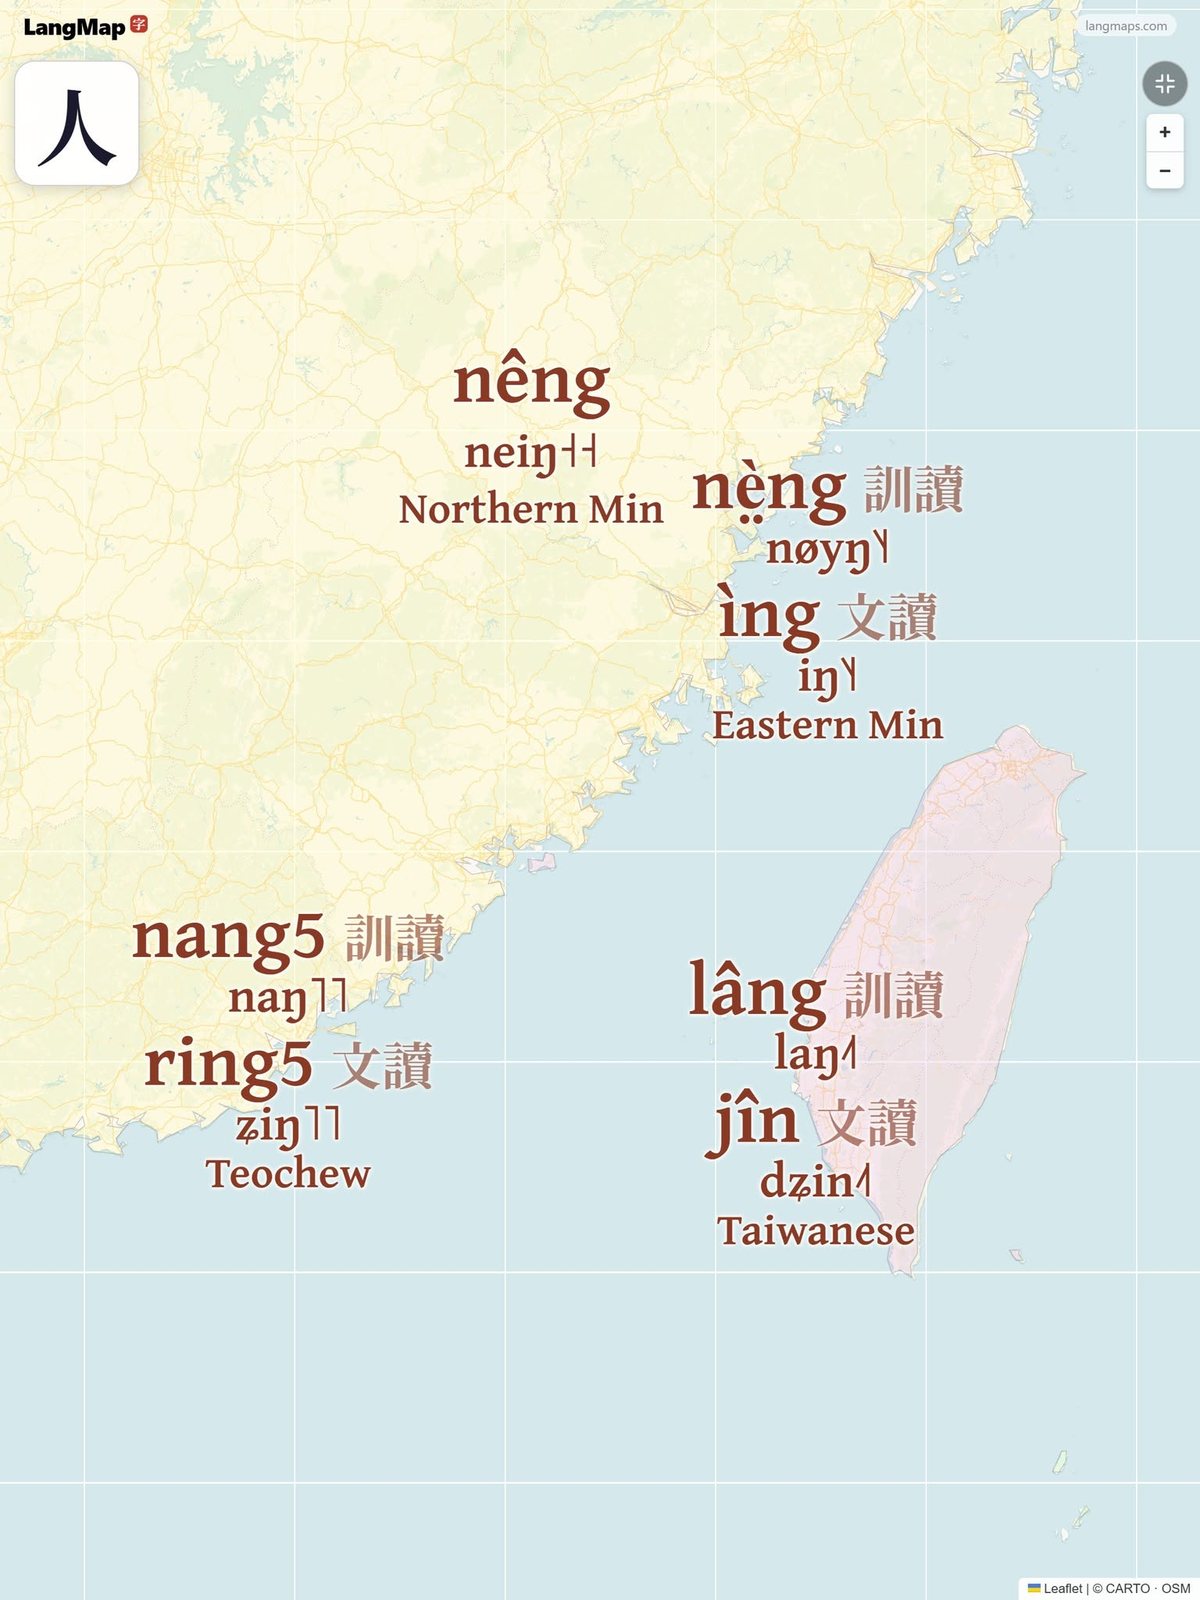 LangMap 字
langmaps.com
人
+
−
nêng
neiŋ˧˧
Northern Min
nè̤ng 訓讀
nøyŋ˥˧
ìng 文讀
iŋ˥˧
Eastern Min
nang5 訓讀
naŋ˥˥
ring5 文讀
ʑiŋ˥˥
Teochew
lâng 訓讀
laŋ˨˦
jîn 文讀
dʑin˨˦
Taiwanese
Leaflet | © CARTO · OSM